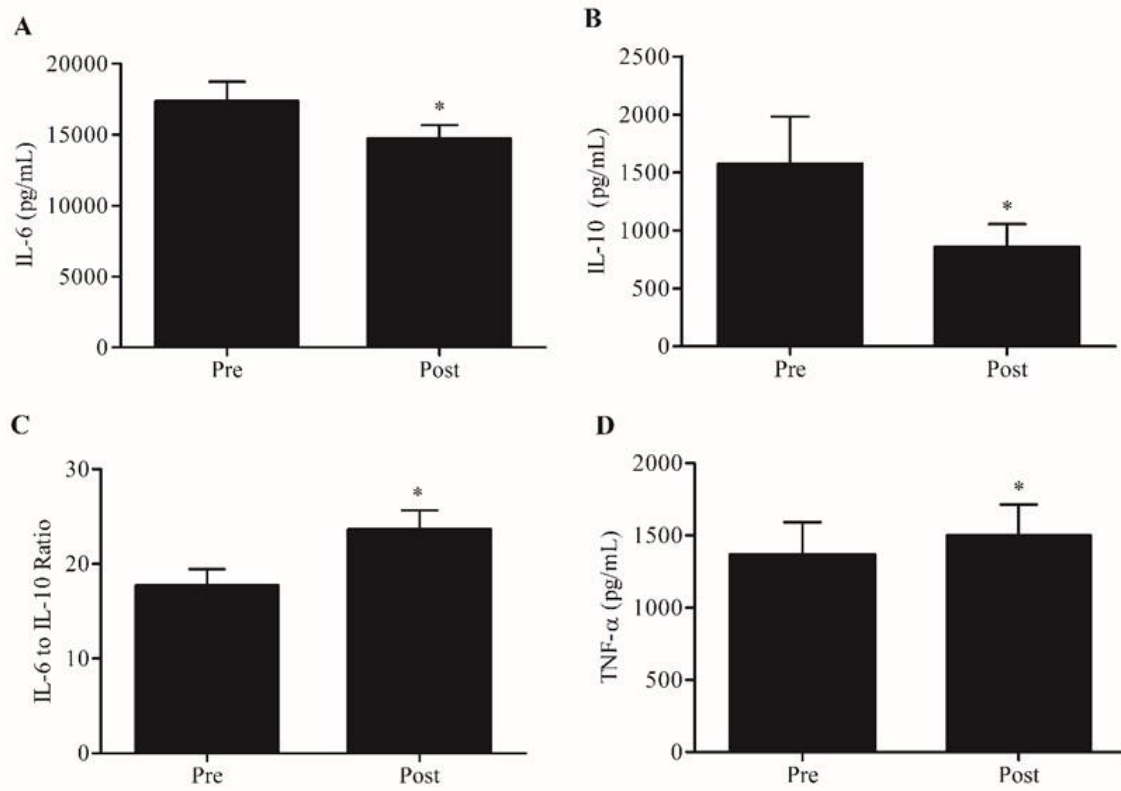 A
IL-6 (pg/mL)
20000
15000
10000
5000
0
*
Pre Post
B
IL-10 (pg/mL)
2500
2000
1500
1000
500
0
*
Pre Post
C
IL-6 to IL-10 Ratio
30
20
10
0
*
Pre Post
D
TNF-α (pg/mL)
2000
1500
1000
500
0
*
Pre Post